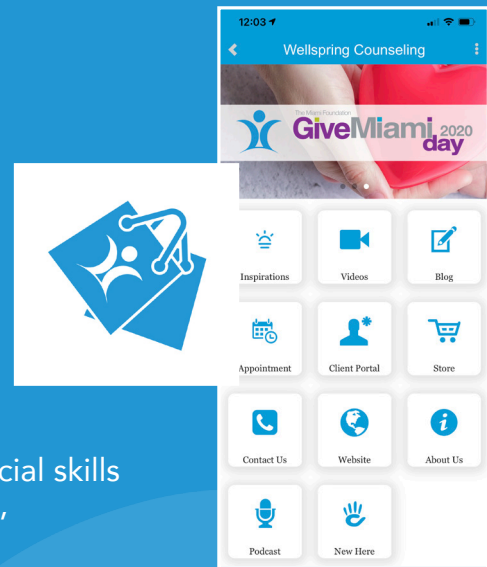 12:03
Wellspring Counseling
The Miami Foundation
GiveMiami 2020
day
Inspirations Videos Blog
Appointment Client Portal Store
Contact Us Website About Us
Podcast New Here
cial skills
,